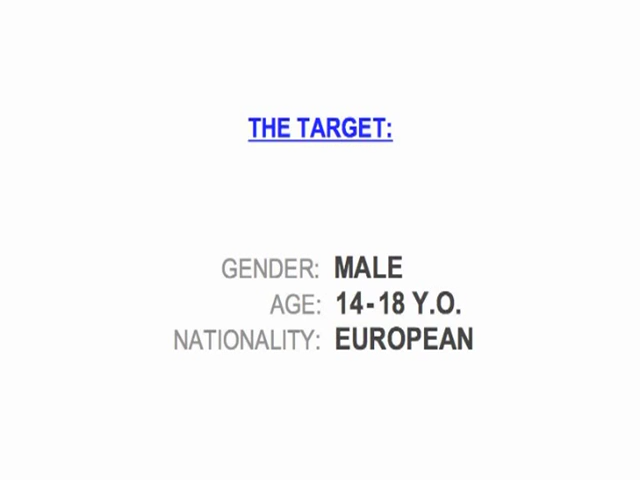 THE TARGET:
GENDER: MALE
AGE: 14-18 Y.O.
NATIONALITY: EUROPEAN